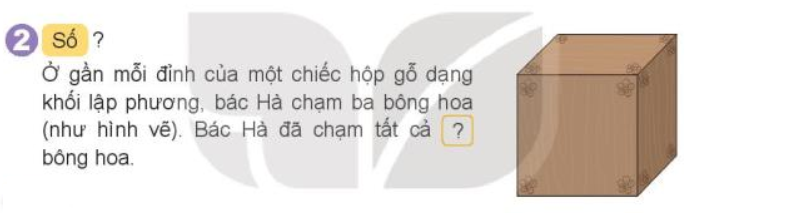 2 Số ?
Ở gần mỗi đỉnh của một chiếc hộp gỗ dạng
khối lập phương, bác Hà chạm ba bông hoa
(như hình vẽ). Bác Hà đã chạm tất cả ?
bông hoa.